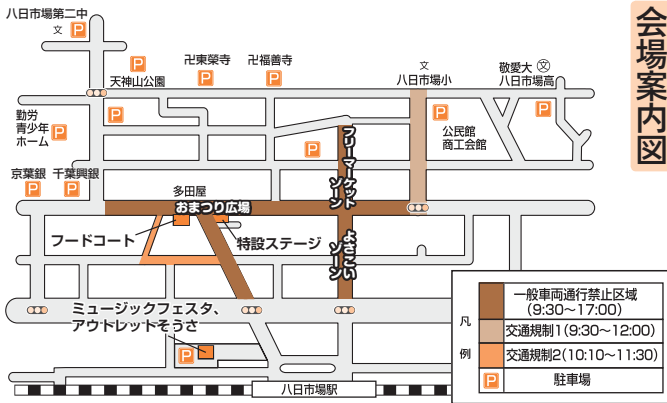 会場案内図
八日市場第二中
文 P
P
天神山公園
卍東榮寺
P
卍福善寺
P
文
八日市場小
敬愛大 文
八日市場高
P
P
P
公民館
商工会館
勤労
青少年
ホーム
P
P
京葉銀
P
千葉興銀
P
多田屋
おまつり広場
フリーマーケット
ゾーン
よさこい
ゾーン
フードコート
特設ステージ
ミュージックフェスタ、
アウトレットそうさ
P
八日市場駅
凡例
一般車両通行禁止区域
(9:30~17:00)
交通規制1(9:30~12:00)
交通規制2(10:10~11:30)
P 駐車場